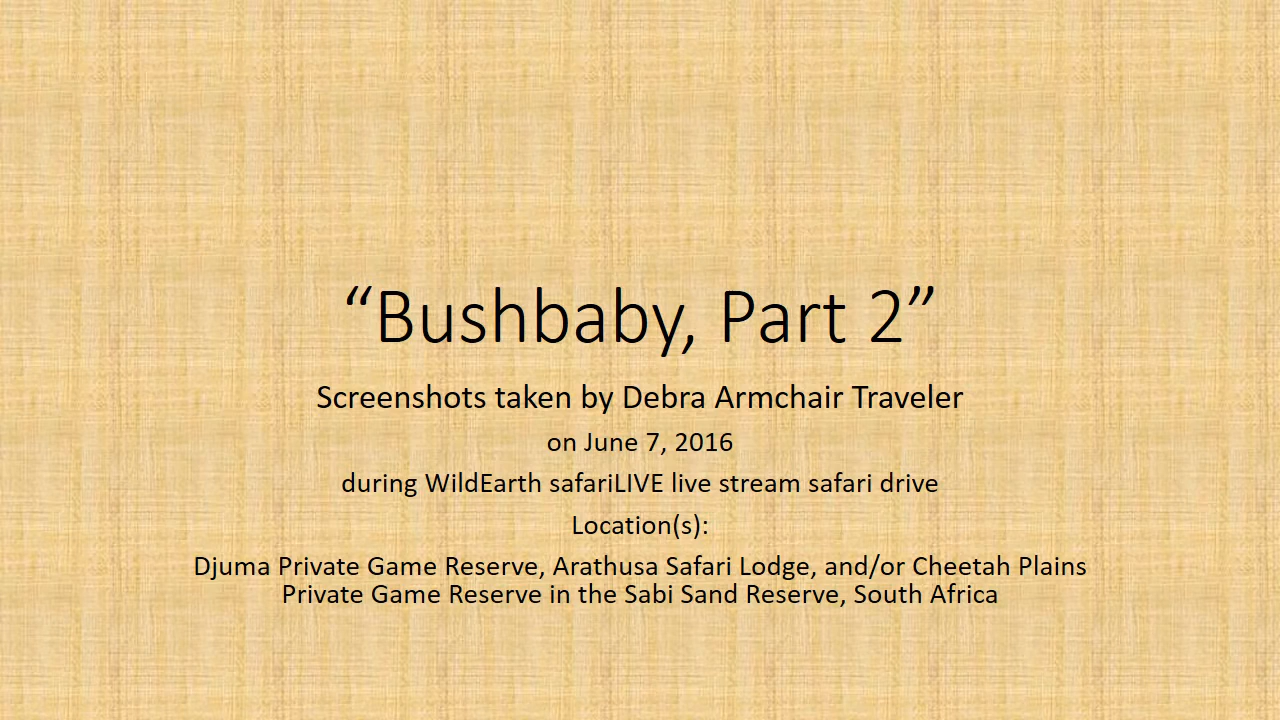 “Bushbaby, Part 2”
Screenshots taken by Debra Armchair Traveler
on June 7, 2016
during WildEarth safariLIVE live stream safari drive
Location(s):
Djuma Private Game Reserve, Arathusa Safari Lodge, and/or Cheetah Plains
Private Game Reserve in the Sabi Sand Reserve, South Africa